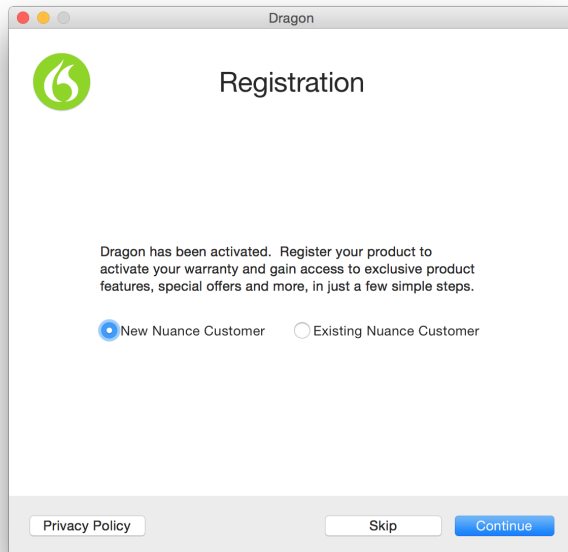 Dragon
Registration
Dragon has been activated.  Register your product to
activate your warranty and gain access to exclusive product
features, special offers and more, in just a few simple steps.
New Nuance Customer
Existing Nuance Customer
Privacy Policy
Skip
Continue